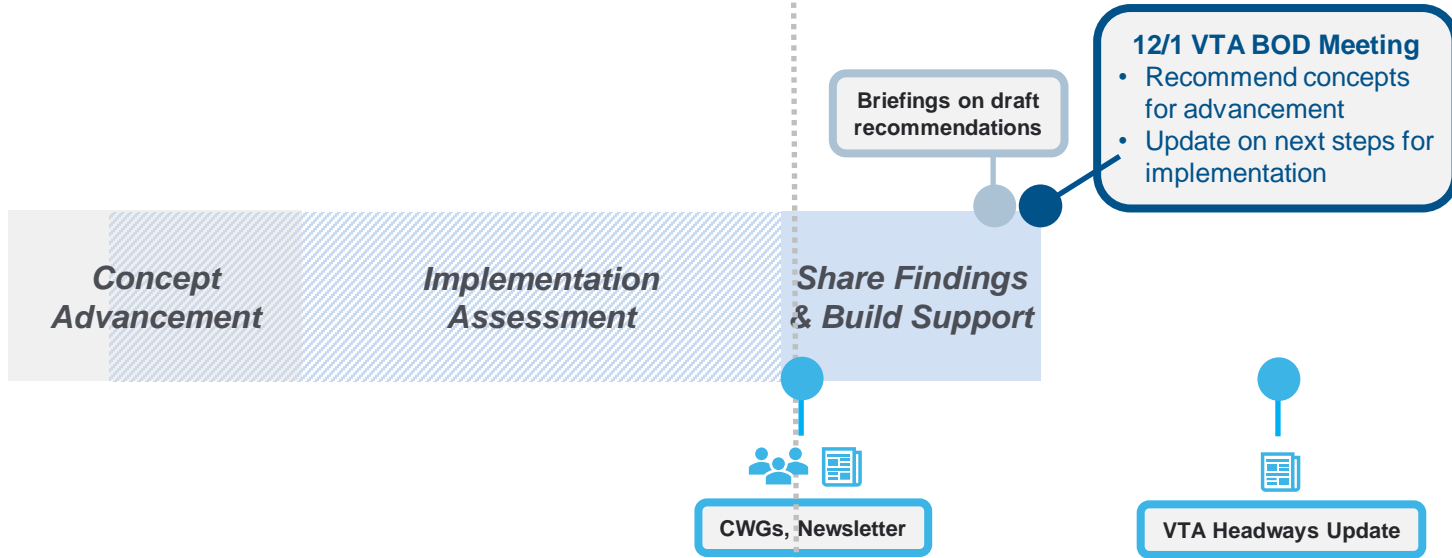 12/1 VTA BOD Meeting
• Recommend concepts
for advancement
• Update on next steps for
implementation
Briefings on draft
recommendations
Concept
Advancement
Implementation
Assessment
Share Findings
& Build Support
CWGs, Newsletter
VTA Headways Update